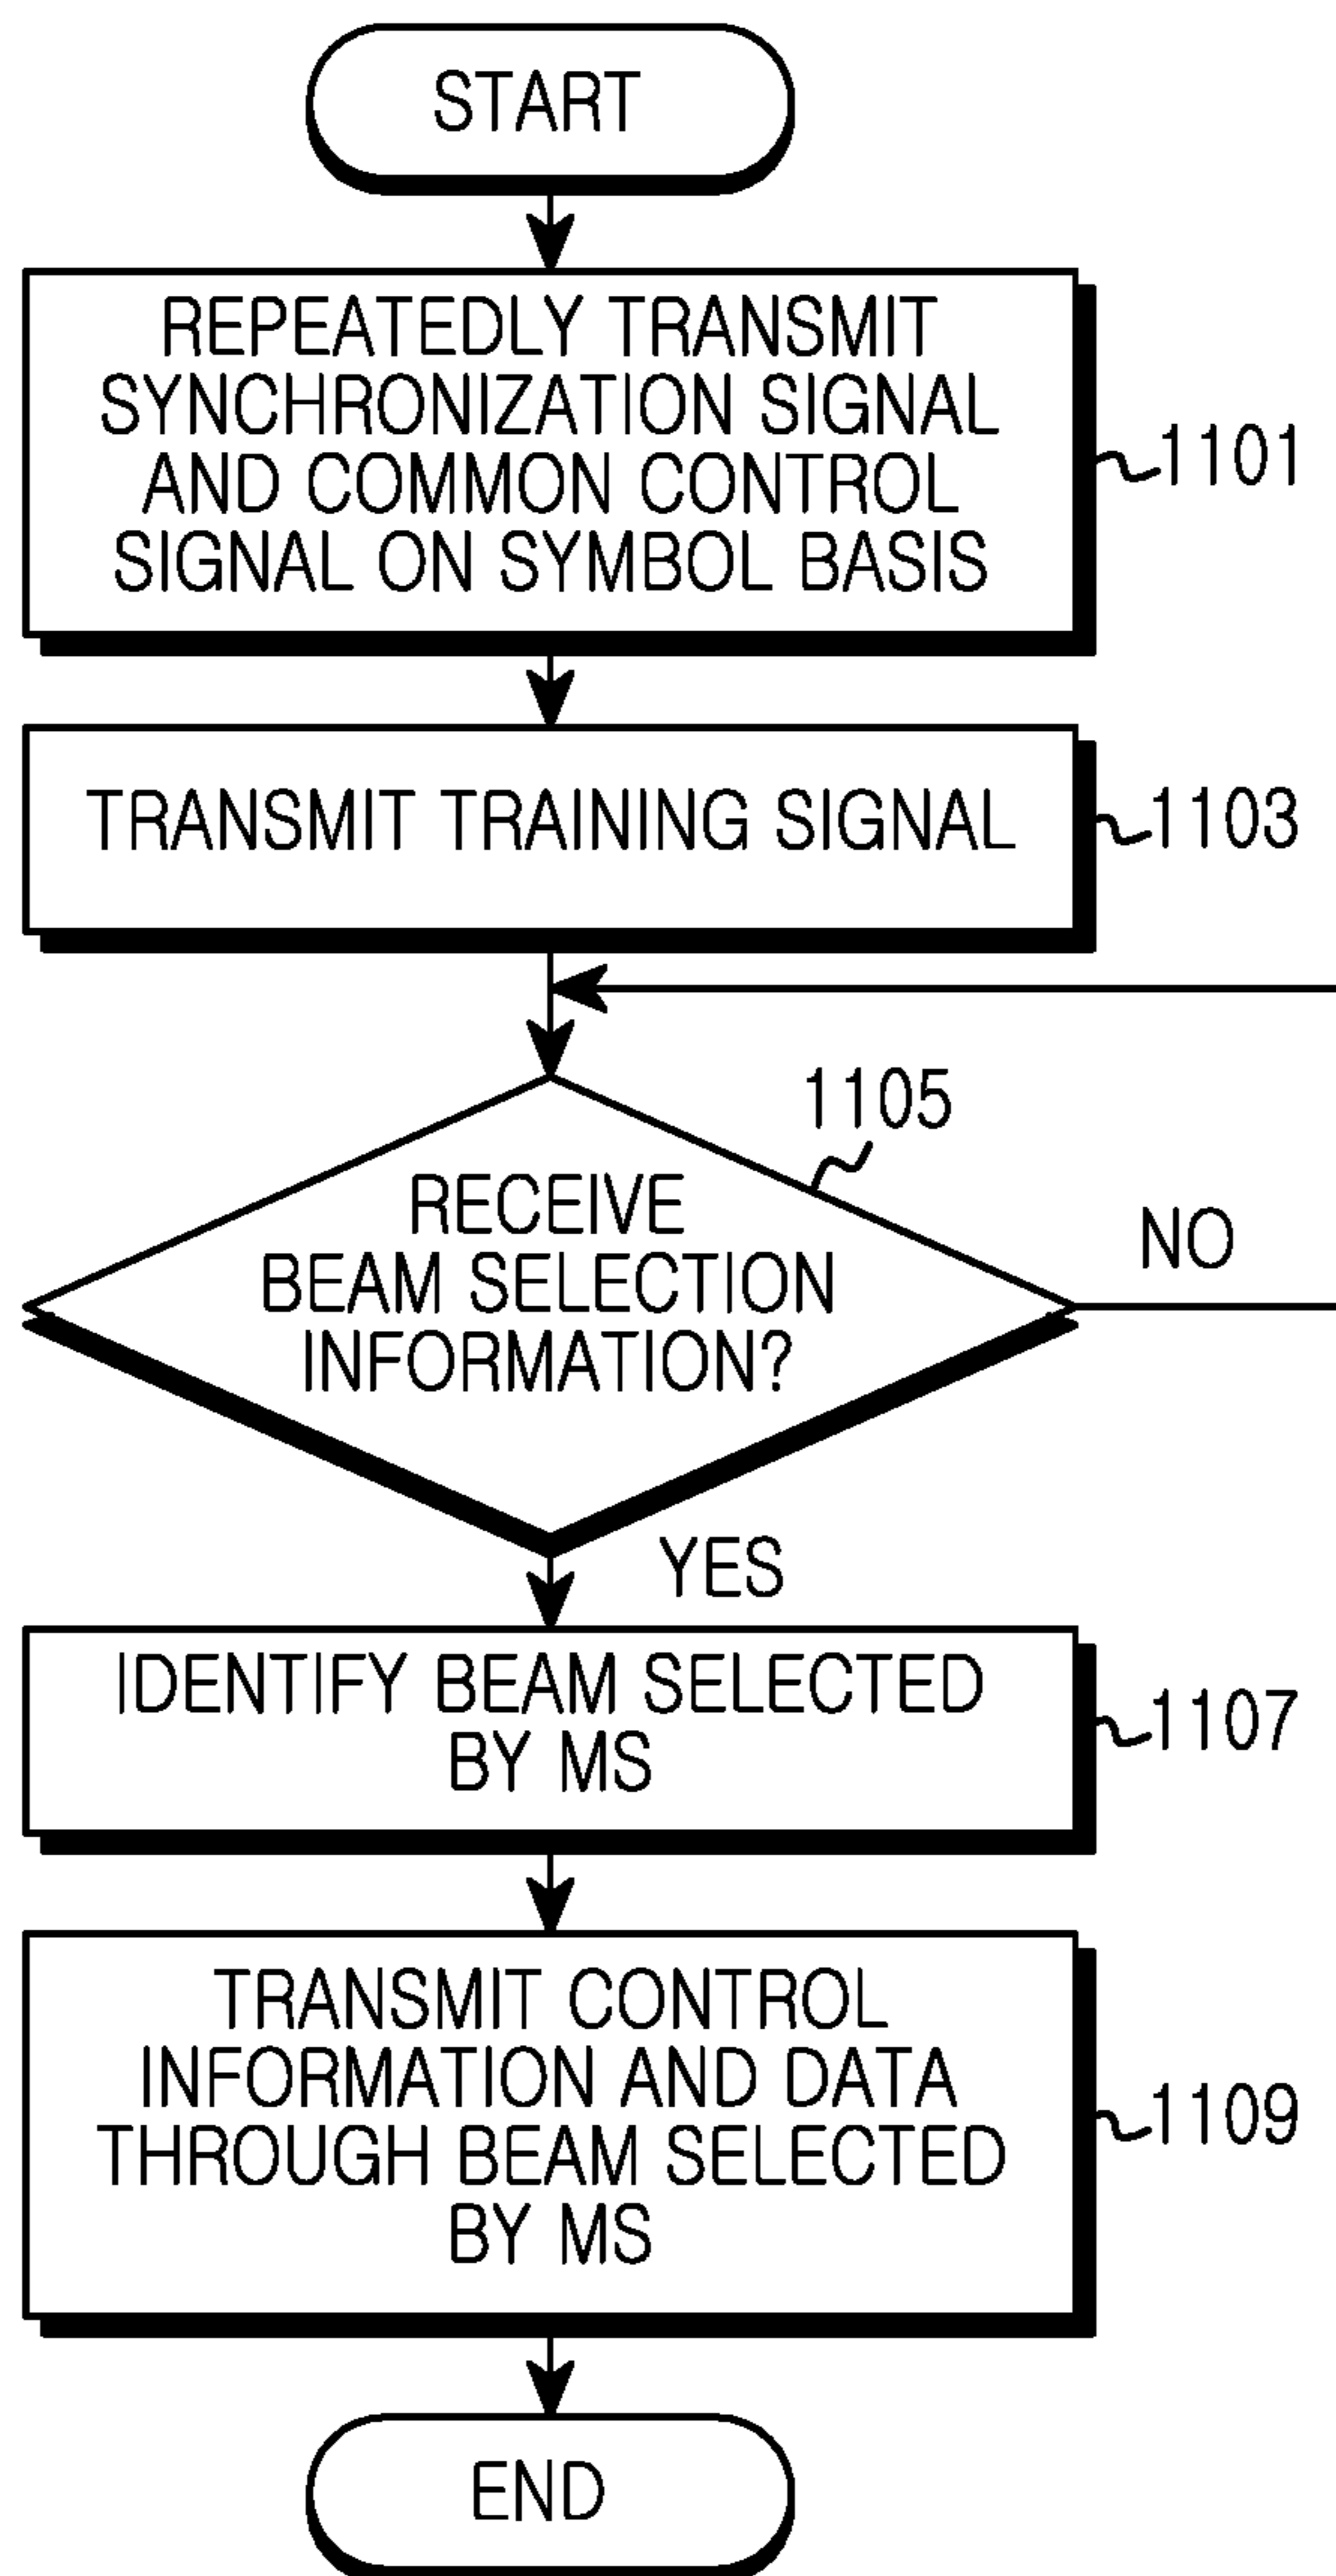 START
REPEATEDLY TRANSMIT
SYNCHRONIZATION SIGNAL
AND COMMON CONTROL
SIGNAL ON SYMBOL BASIS
1101
TRANSMIT TRAINING SIGNAL
1103
1105
RECEIVE
BEAM SELECTION
INFORMATION?
NO
YES
IDENTIFY BEAM SELECTED
BY MS
1107
TRANSMIT CONTROL
INFORMATION AND DATA
THROUGH BEAM SELECTED
BY MS
1109
END